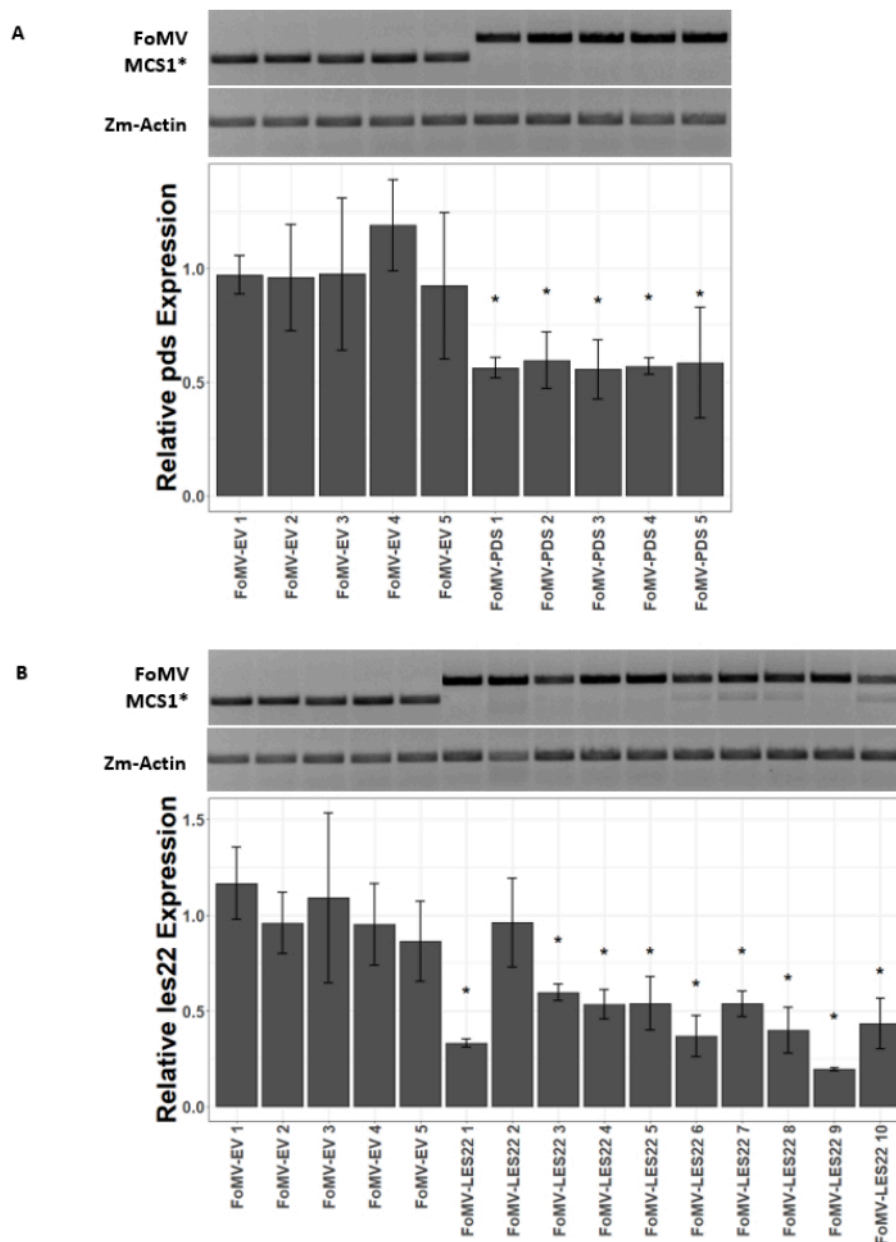 A
FoMV
MCS1*
Zm-Actin
Relative pds Expression
1.0
0.5
0.0
* * * * *
FoMV-EV 1
FoMV-EV 2
FoMV-EV 3
FoMV-EV 4
FoMV-EV 5
FoMV-PDS 1
FoMV-PDS 2
FoMV-PDS 3
FoMV-PDS 4
FoMV-PDS 5
B
FoMV
MCS1*
Zm-Actin
Relative les22 Expression
1.5
1.0
0.5
0.0
* * * * * * * * *
FoMV-EV 1
FoMV-EV 2
FoMV-EV 3
FoMV-EV 4
FoMV-EV 5
FoMV-LES22 1
FoMV-LES22 2
FoMV-LES22 3
FoMV-LES22 4
FoMV-LES22 5
FoMV-LES22 6
FoMV-LES22 7
FoMV-LES22 8
FoMV-LES22 9
FoMV-LES22 10